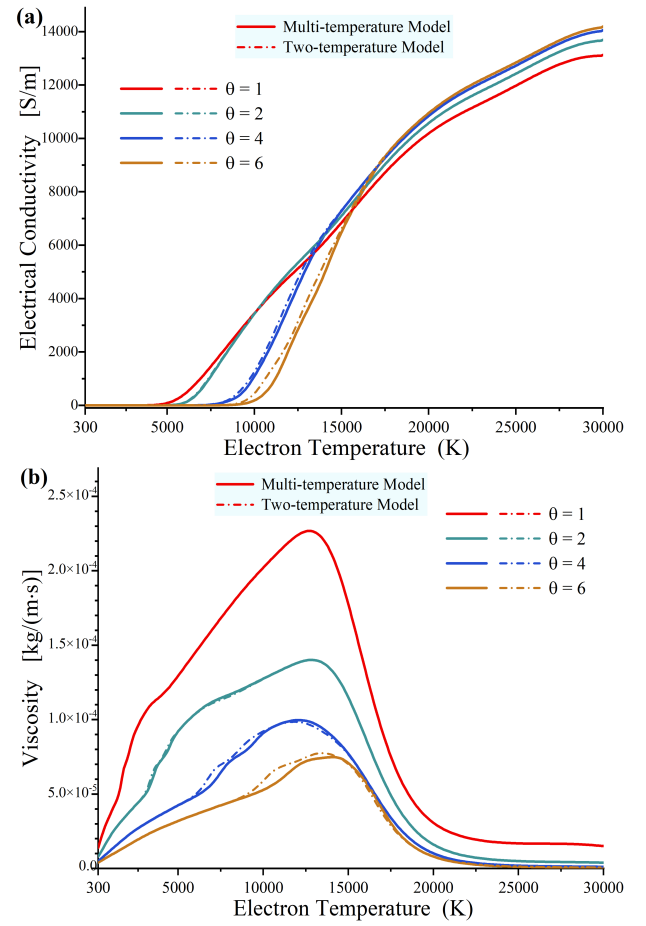 (a)
Multi-temperature Model
Two-temperature Model
θ = 1
θ = 2
θ = 4
θ = 6
Electrical Conductivity [S/m]
14000
12000
10000
8000
6000
4000
2000
0
300 5000 10000 15000 20000 25000 30000
Electron Temperature (K)
(b)
Multi-temperature Model
Two-temperature Model
θ = 1
θ = 2
θ = 4
θ = 6
Viscosity [kg/(m·s)]
2.5×10⁻⁴
2.0×10⁻⁴
1.5×10⁻⁴
1.0×10⁻⁴
5.0×10⁻⁵
0.0
300 5000 10000 15000 20000 25000 30000
Electron Temperature (K)